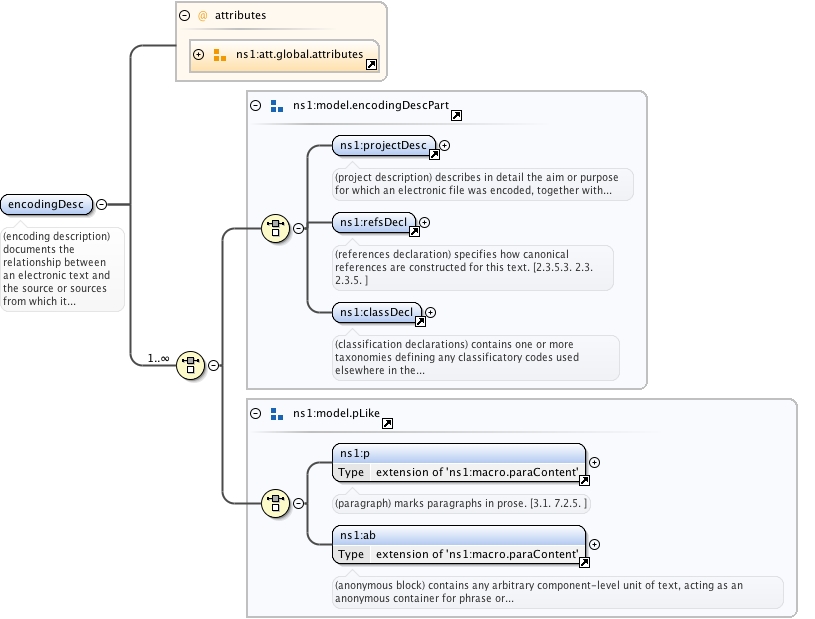 @ attributes
ns1:att.global.attributes
ns1:model.encodingDescPart
ns1:projectDesc
(project description) describes in detail the aim or purpose
for which an electronic file was encoded, together with...
encodingDesc
(encoding description)
documents the
relationship between
an electronic text and
the source or sources
from which it...
ns1:refsDecl
(references declaration) specifies how canonical
references are constructed for this text. [2.3.5.3. 2.3.
2.3.5. ]
ns1:classDecl
(classification declarations) contains one or more
taxonomies defining any classificatory codes used
elsewhere in the...
1..∞
ns1:model.pLike
ns1:p
Type extension of 'ns1:macro.paraContent'
(paragraph) marks paragraphs in prose. [3.1. 7.2.5. ]
ns1:ab
Type extension of 'ns1:macro.paraContent'
(anonymous block) contains any arbitrary component-level unit of text, acting as an
anonymous container for phrase or...